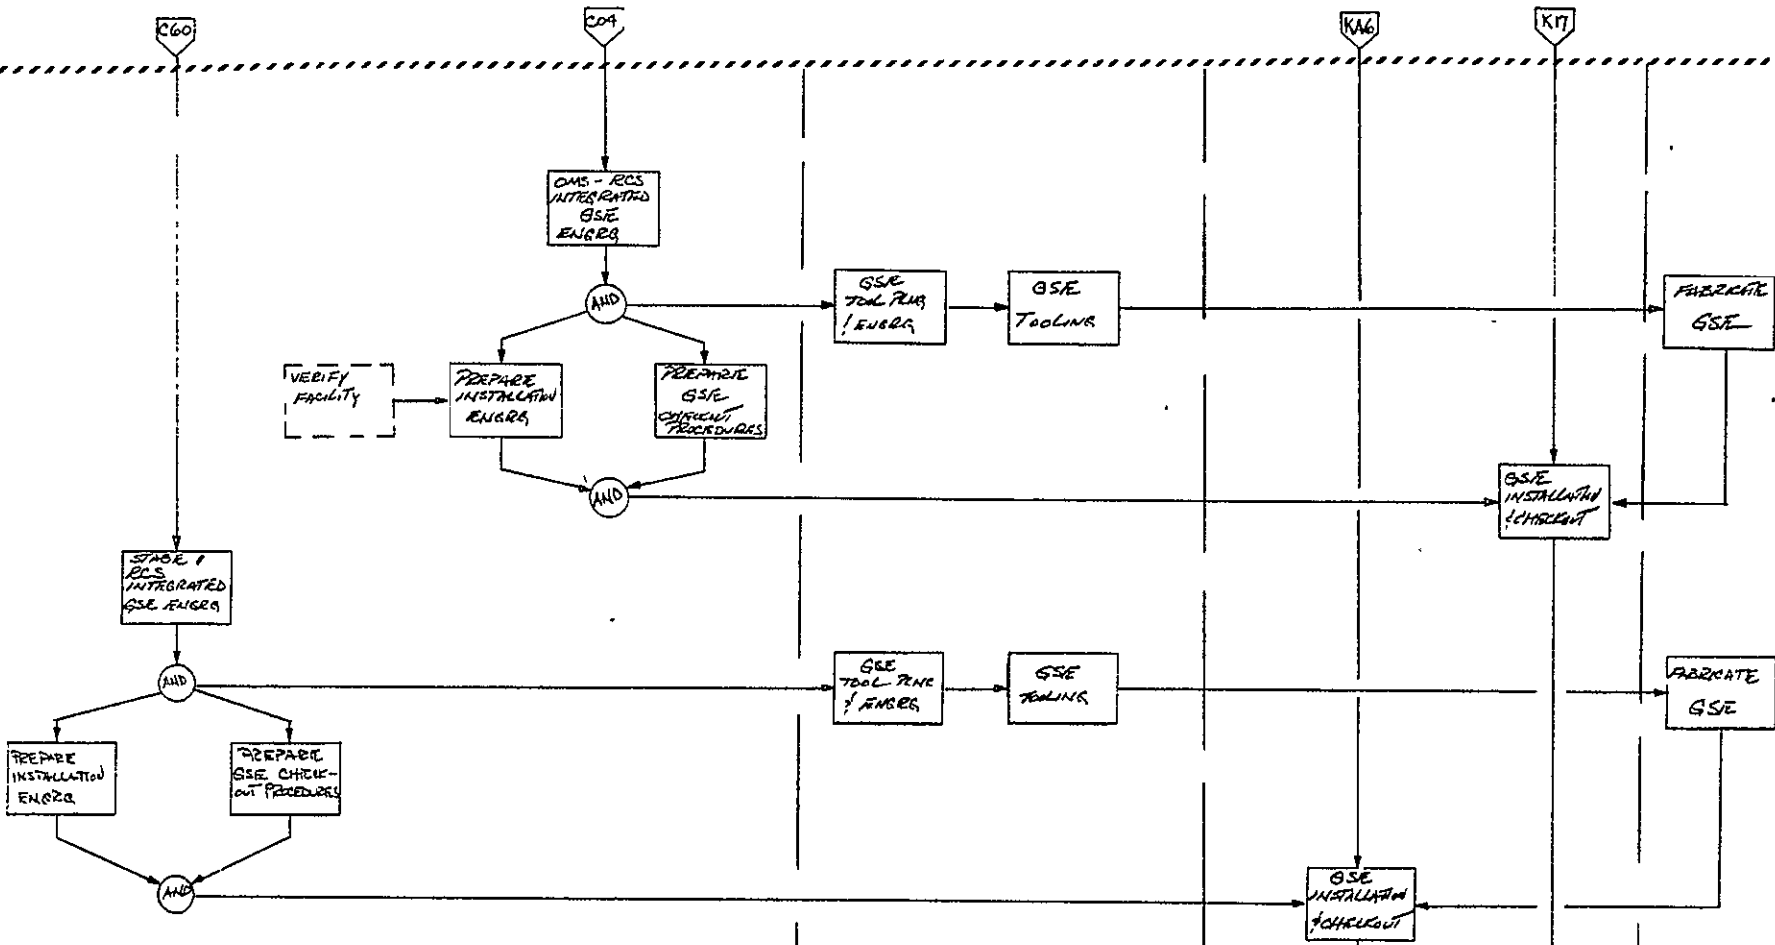 C60
C04
KA6
K17
OMS - RCS
INTEGRATED
GSE
ENGRG
AND
GSE
TOOL PLNG
& ENGRG
GSE
TOOLING
FABRICATE
GSE
VERIFY
FACILITY
PREPARE
INSTALLATION
ENGRG
PREPARE
GSE
CHECKOUT
PROCEDURES
AND
GSE
INSTALLATION
& CHECKOUT
STAGE 1
RCS
INTEGRATED
GSE ENGRG
AND
GSE
TOOL PLNG
& ENGRG
GSE
TOOLING
FABRICATE
GSE
PREPARE
INSTALLATION
ENGRG
PREPARE
GSE CHECK-
OUT PROCEDURES
AND
GSE
INSTALLATION
& CHECKOUT